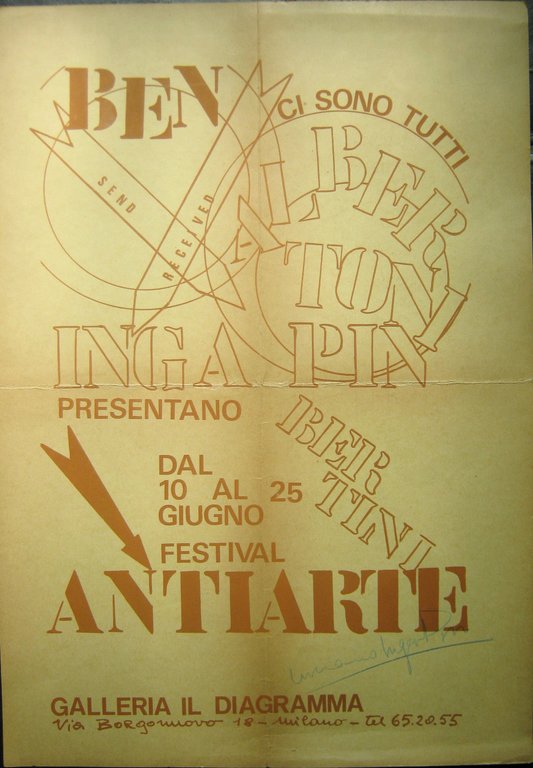 BEN
CI SONO TUTTI
SEND
RECEIVED
ALBER
TONI
INGA PIN
PRESENTANO
BER
TINI
DAL
10 AL 25
GIUGNO
FESTIVAL
ANTIARTE
GALLERIA IL DIAGRAMMA
Via Borgonuovo 18 - Milano - tel 65.20.55